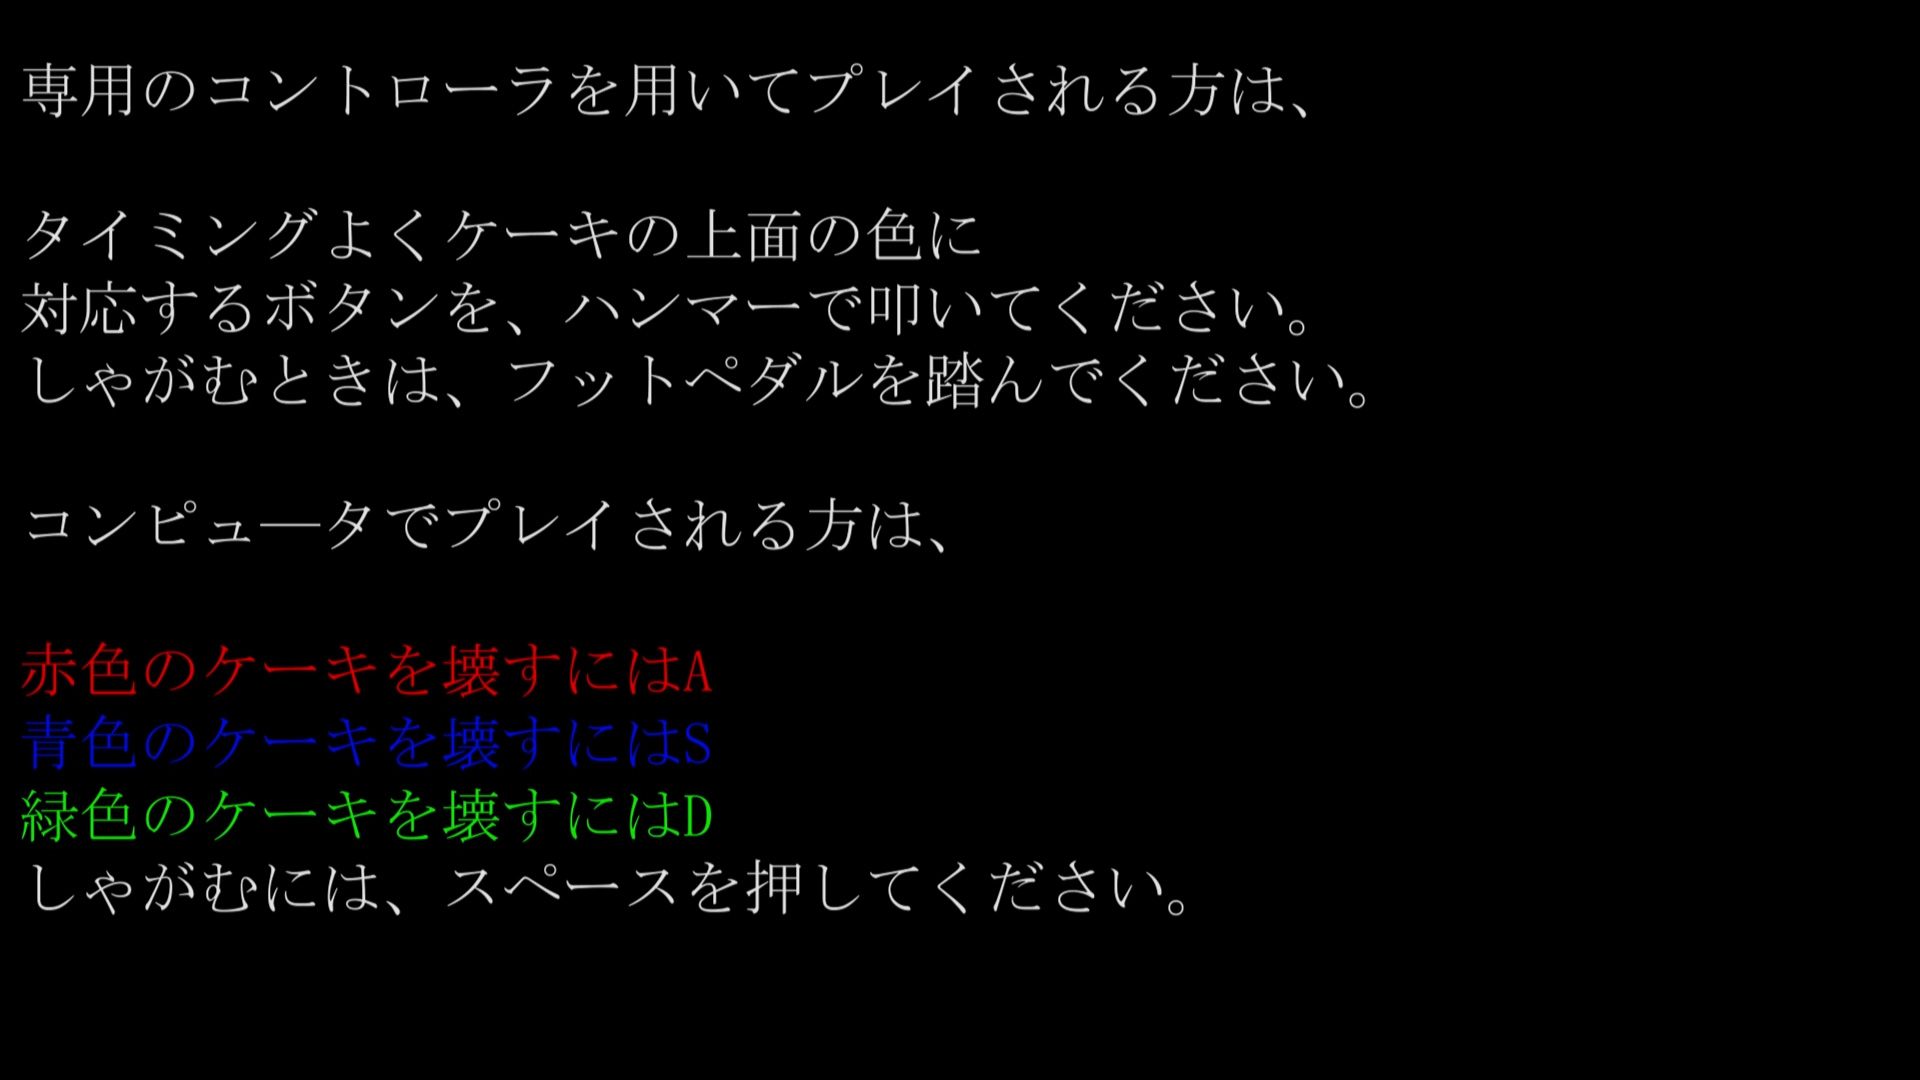 専用のコントローラを用いてプレイされる方は、
タイミングよくケーキの上面の色に
対応するボタンを、ハンマーで叩いてください。
しゃがむときは、フットペダルを踏んでください。
コンピュ―タでプレイされる方は、
赤色のケーキを壊すにはA
青色のケーキを壊すにはS
緑色のケーキを壊すにはD
しゃがむには、スペースを押してください。